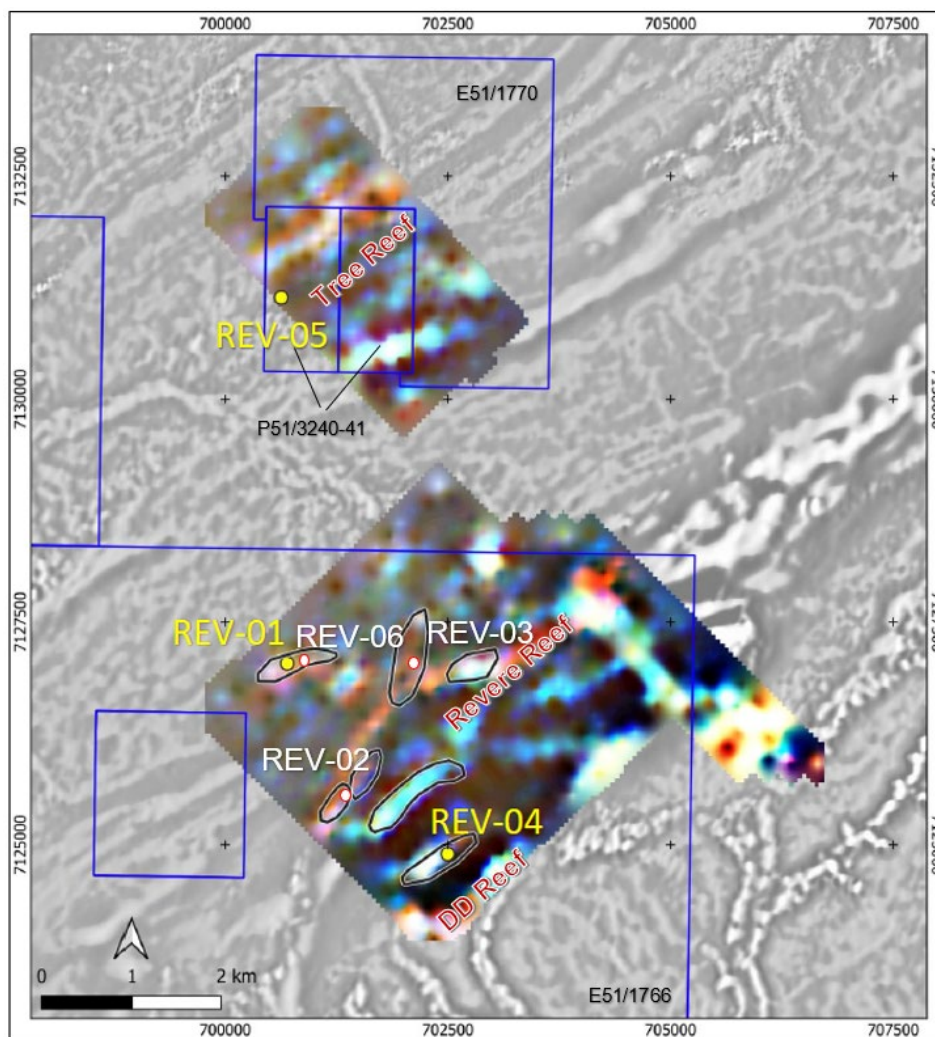 700000 702500 705000 707500
E51/1770
7132500
Tree Reef
REV-05
7130000
P51/3240-41
7127500
REV-01
REV-06
REV-03
Revere Reef
REV-02
7125000
REV-04
DD Reef
0 1 2 km
E51/1766
700000 702500 705000 707500